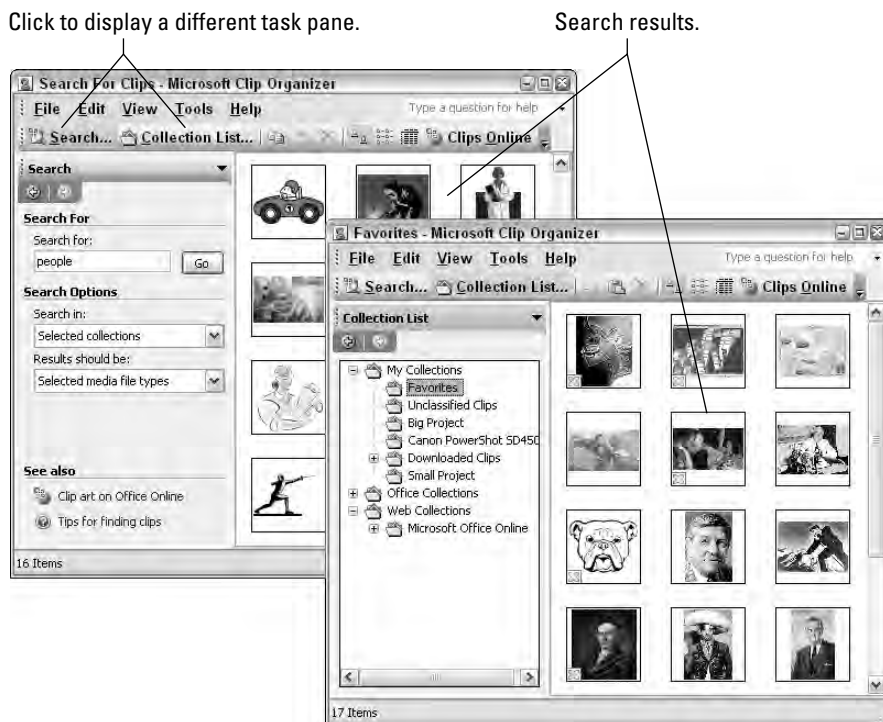 Click to display a different task pane.
Search results.
Search For Clips - Microsoft Clip Organizer
File Edit View Tools Help
Type a question for help
Search... Collection List... Clips Online
Search
Search For
Search for:
people
Go
Search Options
Search in:
Selected collections
Results should be:
Selected media file types
See also
Clip art on Office Online
Tips for finding clips
16 Items
Favorites - Microsoft Clip Organizer
File Edit View Tools Help
Type a question for help
Search... Collection List... Clips Online
Collection List
My Collections
Favorites
Unclassified Clips
Big Project
Canon PowerShot SD450
Downloaded Clips
Small Project
Office Collections
Web Collections
Microsoft Office Online
17 Items